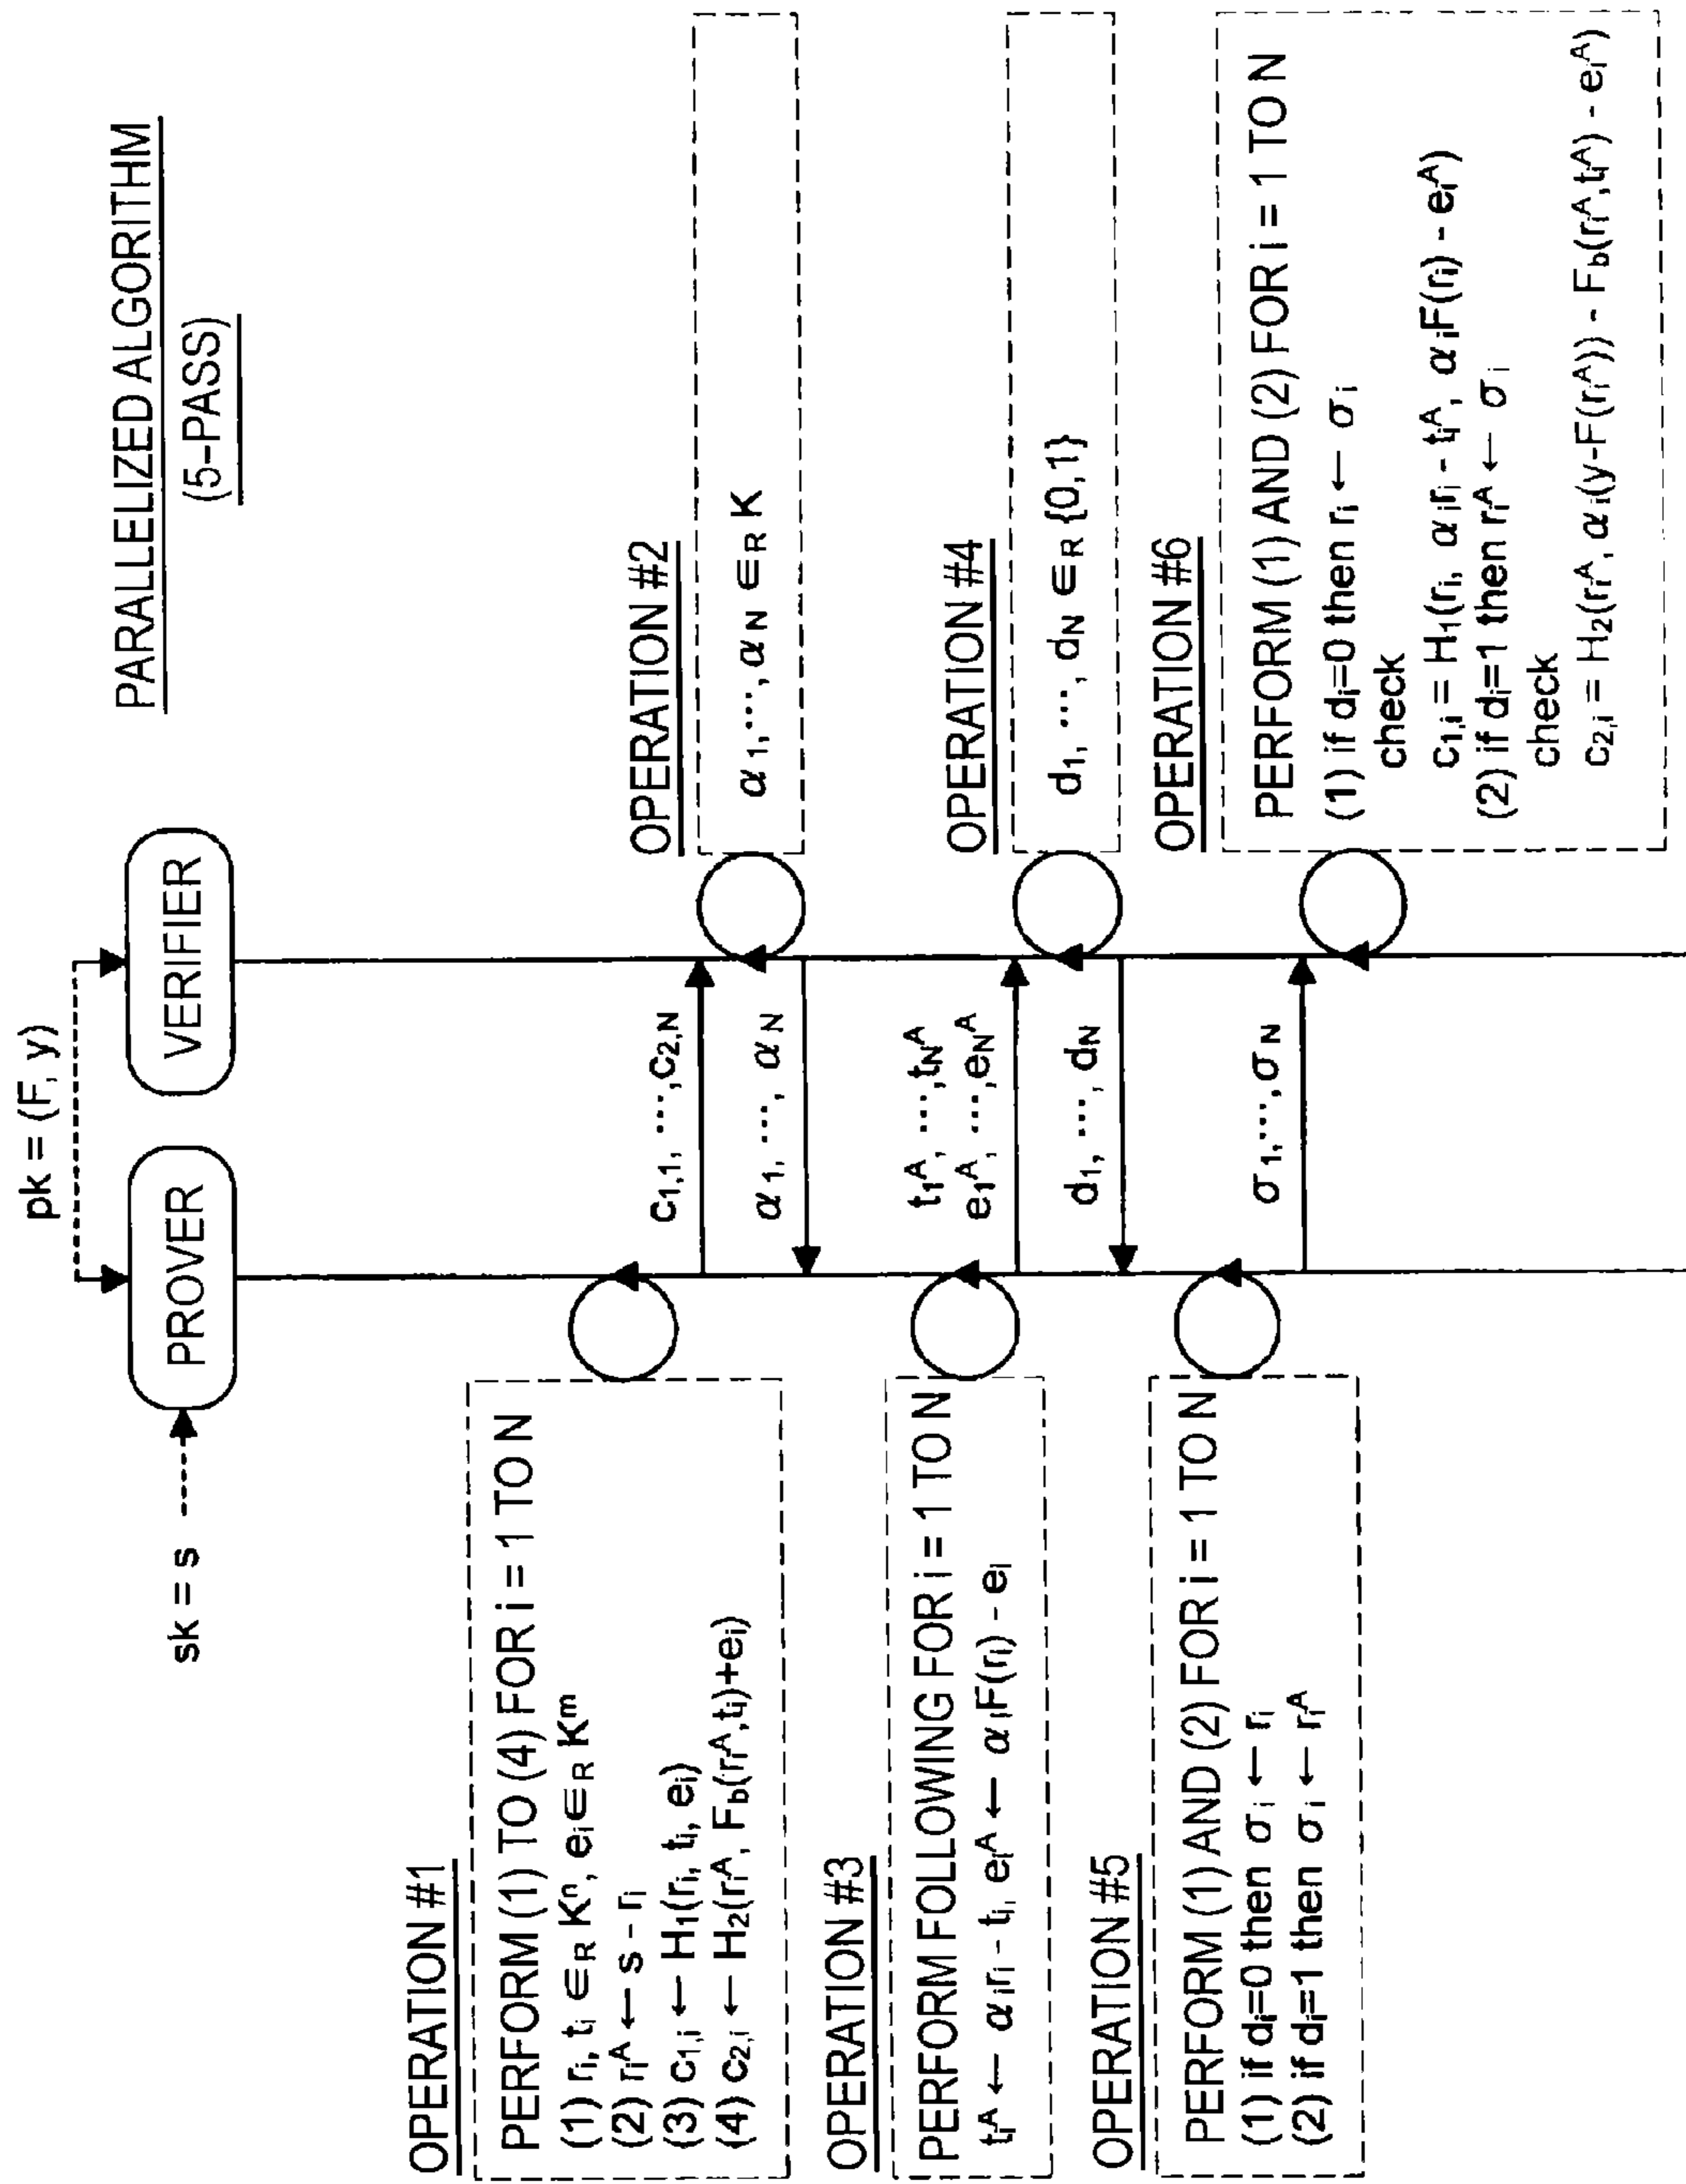 PARALLELIZED ALGORITHM
(5-PASS)
pk = (F, y)
sk = s
PROVER
VERIFIER
OPERATION #1
PERFORM (1) TO (4) FOR i = 1 TO N
(1) rᵢ, tᵢ ∈R Kⁿ, eᵢ ∈R Kᵐ
(2) rᵢᴬ ← s - rᵢ
(3) c₁,ᵢ ← H₁(rᵢ, tᵢ, eᵢ)
(4) c₂,ᵢ ← H₂(rᵢᴬ, Fb(rᵢᴬ,tᵢ)+eᵢ)
c₁,₁, ⋯,c₂,N
OPERATION #2
α₁,⋯,αN ∈R K
α₁, ⋯, αN
OPERATION #3
PERFORM FOLLOWING FOR i = 1 TO N
tᵢᴬ ← αᵢrᵢ - tᵢ, eᵢᴬ ← αᵢF(rᵢ) - eᵢ
t₁ᴬ, ⋯,tNᴬ
e₁ᴬ, ⋯,eNᴬ
OPERATION #4
d₁, ⋯, dN ∈R {0,1}
d₁, ⋯, dN
OPERATION #5
PERFORM (1) AND (2) FOR i = 1 TO N
(1) if dᵢ=0 then σᵢ ← rᵢ
(2) if dᵢ=1 then σᵢ ← rᵢᴬ
σ₁,⋯,σN
OPERATION #6
PERFORM (1) AND (2) FOR i = 1 TO N
(1) if dᵢ=0 then rᵢ ← σᵢ
check
c₁,ᵢ = H₁(rᵢ, αᵢrᵢ - tᵢᴬ, αᵢF(rᵢ) - eᵢᴬ)
(2) if dᵢ=1 then rᵢᴬ ← σᵢ
check
c₂,ᵢ = H₂(rᵢᴬ, αᵢ(y-F(rᵢᴬ)) - Fb(rᵢᴬ,tᵢᴬ) - eᵢᴬ)